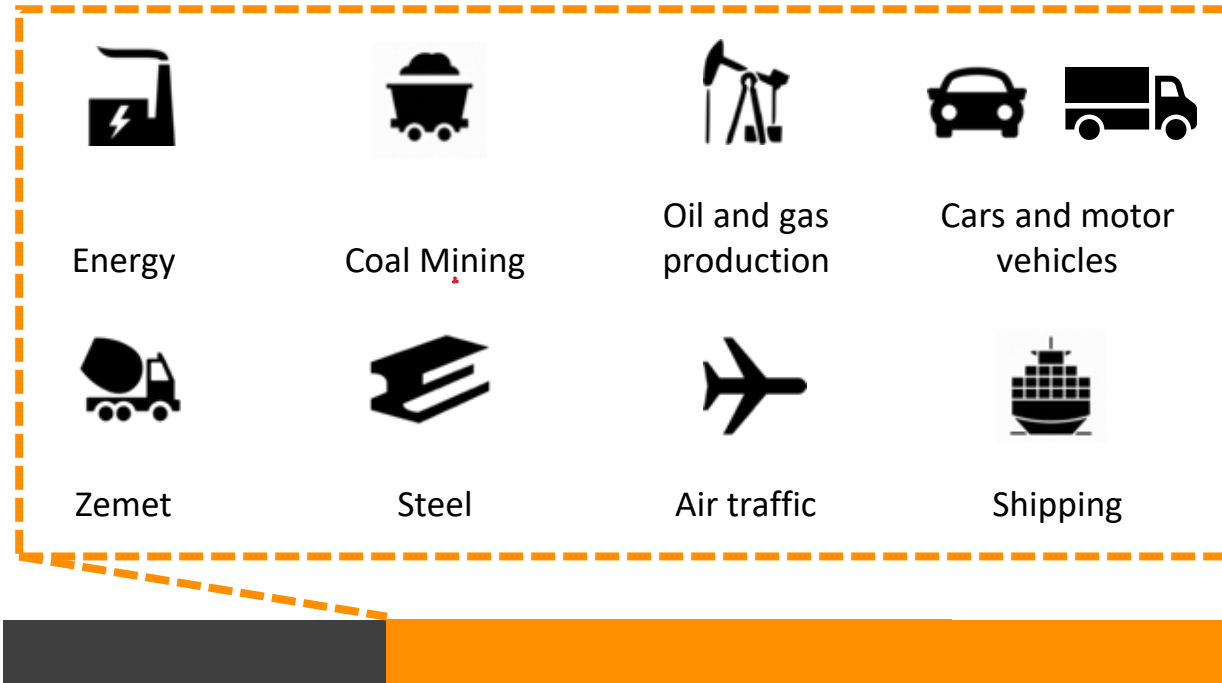 Energy
Coal Mining
Oil and gas
production
Cars and motor
vehicles
Zemet
Steel
Air traffic
Shipping